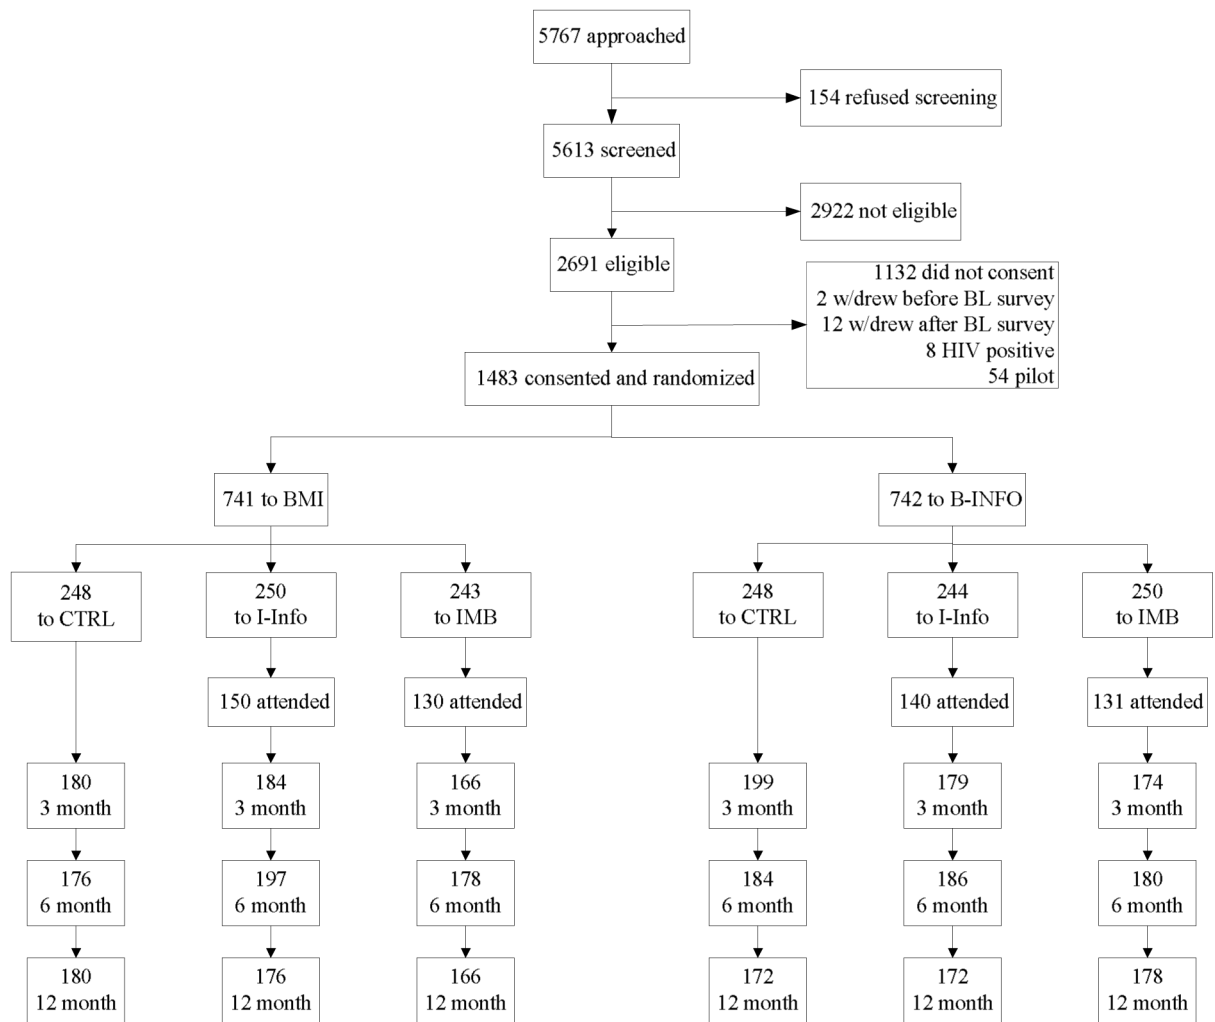 5767 approached
154 refused screening
5613 screened
2922 not eligible
2691 eligible
1132 did not consent
2 w/drew before BL survey
12 w/drew after BL survey
8 HIV positive
54 pilot
1483 consented and randomized
741 to BMI
742 to B-INFO
248
to CTRL
250
to I-Info
243
to IMB
248
to CTRL
244
to I-Info
250
to IMB
150 attended
130 attended
140 attended
131 attended
180
3 month
184
3 month
166
3 month
199
3 month
179
3 month
174
3 month
176
6 month
197
6 month
178
6 month
184
6 month
186
6 month
180
6 month
180
12 month
176
12 month
166
12 month
172
12 month
172
12 month
178
12 month